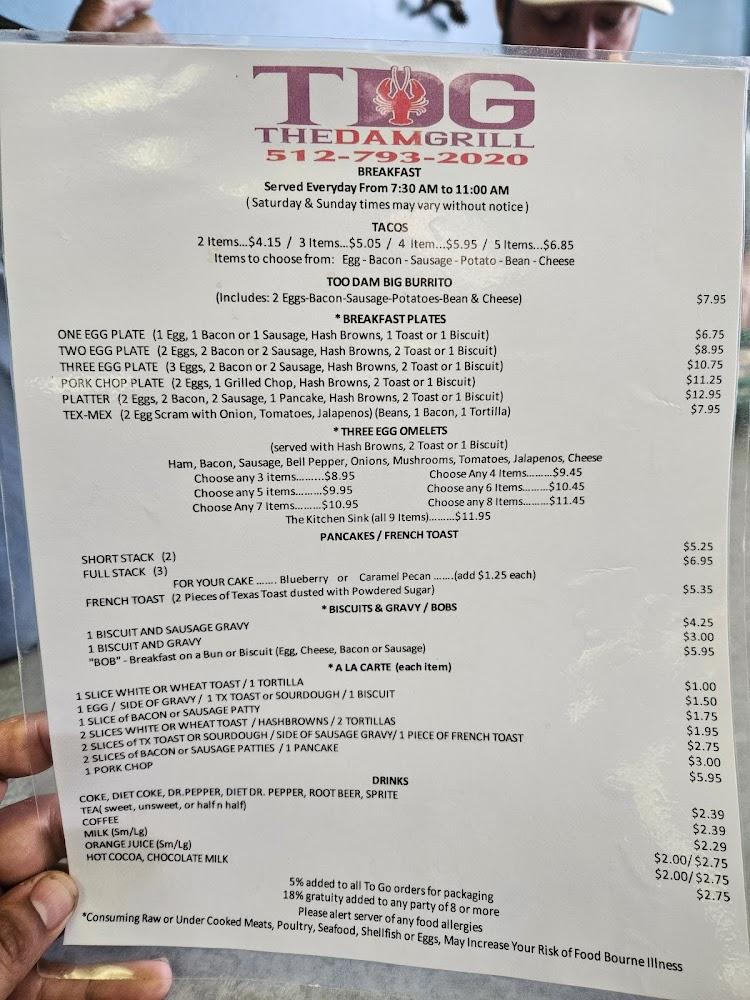 TDG
THEDAMGRILL
512-793-2020
BREAKFAST
Served Everyday From 7:30 AM to 11:00 AM
( Saturday & Sunday times may vary without notice )
TACOS
2 Items...$4.15 / 3 Items...$5.05 / 4 Item...$5.95 / 5 Items...$6.85
Items to choose from: Egg - Bacon - Sausage - Potato - Bean - Cheese
TOO DAM BIG BURRITO
(Includes: 2 Eggs-Bacon-Sausage-Potatoes-Bean & Cheese) $7.95
* BREAKFAST PLATES
ONE EGG PLATE (1 Egg, 1 Bacon or 1 Sausage, Hash Browns, 1 Toast or 1 Biscuit) $6.75
TWO EGG PLATE (2 Eggs, 2 Bacon or 2 Sausage, Hash Browns, 2 Toast or 1 Biscuit) $8.95
THREE EGG PLATE (3 Eggs, 2 Bacon or 2 Sausage, Hash Browns, 2 Toast or 1 Biscuit) $10.75
PORK CHOP PLATE (2 Eggs, 1 Grilled Chop, Hash Browns, 2 Toast or 1 Biscuit) $11.25
PLATTER (2 Eggs, 2 Bacon, 2 Sausage, 1 Pancake, Hash Browns, 2 Toast or 1 Biscuit) $12.95
TEX-MEX (2 Egg Scram with Onion, Tomatoes, Jalapenos) (Beans, 1 Bacon, 1 Tortilla) $7.95
* THREE EGG OMELETS
(served with Hash Browns, 2 Toast or 1 Biscuit)
Ham, Bacon, Sausage, Bell Pepper, Onions, Mushrooms, Tomatoes, Jalapenos, Cheese
Choose any 3 items.........$8.95 Choose Any 4 Items.........$9.45
Choose any 5 items.........$9.95 Choose any 6 Items.........$10.45
Choose Any 7 Items.........$10.95 Choose any 8 Items.........$11.45
The Kitchen Sink (all 9 Items).........$11.95
PANCAKES / FRENCH TOAST
SHORT STACK (2) $5.25
FULL STACK (3) $6.95
FOR YOUR CAKE ....... Blueberry or Caramel Pecan .......(add $1.25 each)
FRENCH TOAST (2 Pieces of Texas Toast dusted with Powdered Sugar) $5.35
* BISCUITS & GRAVY / BOBS
1 BISCUIT AND SAUSAGE GRAVY $4.25
1 BISCUIT AND GRAVY $3.00
"BOB" - Breakfast on a Bun or Biscuit (Egg, Cheese, Bacon or Sausage) $5.95
* A LA CARTE (each item)
1 SLICE WHITE OR WHEAT TOAST / 1 TORTILLA $1.00
1 EGG / SIDE OF GRAVY / 1 TX TOAST or SOURDOUGH / 1 BISCUIT $1.50
1 SLICE of BACON or SAUSAGE PATTY $1.75
2 SLICES WHITE OR WHEAT TOAST / HASHBROWNS / 2 TORTILLAS $1.95
2 SLICES of TX TOAST OR SOURDOUGH / SIDE OF SAUSAGE GRAVY/ 1 PIECE OF FRENCH TOAST $2.75
2 SLICES of BACON or SAUSAGE PATTIES / 1 PANCAKE $3.00
1 PORK CHOP $5.95
DRINKS
COKE, DIET COKE, DR.PEPPER, DIET DR. PEPPER, ROOT BEER, SPRITE $2.39
TEA( sweet, unsweet, or half n half) $2.39
COFFEE $2.29
MILK (Sm/Lg) $2.00/$2.75
ORANGE JUICE (Sm/Lg) $2.00/$2.75
HOT COCOA, CHOCOLATE MILK $2.75
5% added to all To Go orders for packaging
18% gratuity added to any party of 8 or more
Please alert server of any food allergies
*Consuming Raw or Under Cooked Meats, Poultry, Seafood, Shellfish or Eggs, May Increase Your Risk of Food Bourne Illness